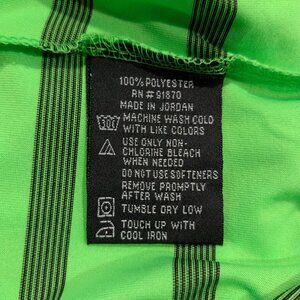 100% POLYESTER
RN # 91870
MADE IN JORDAN
MACHINE WASH COLD
WITH LIKE COLORS
USE ONLY NON-
CHLORINE BLEACH
WHEN NEEDED
DO NOT USE SOFTENERS
REMOVE PROMPTLY
AFTER WASH
TUMBLE DRY LOW
TOUCH UP WITH
COOL IRON